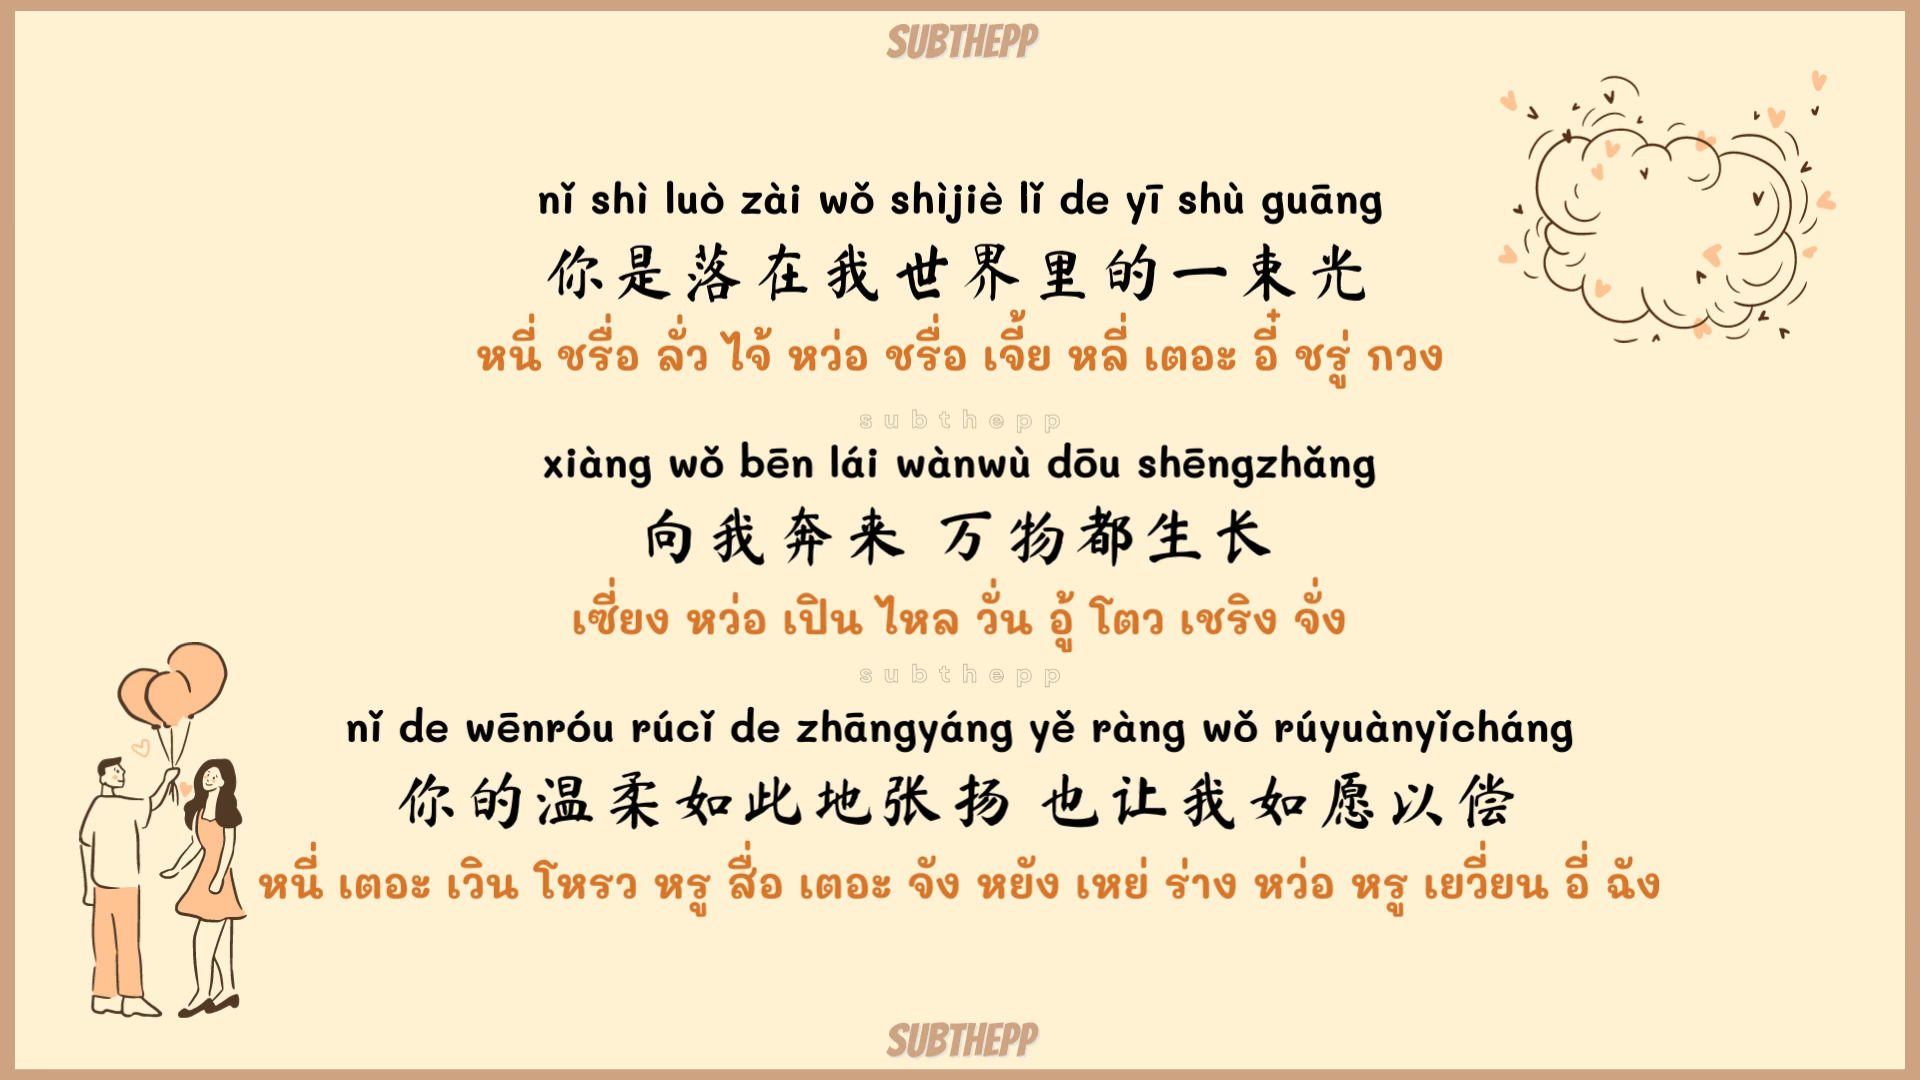 SUBTHEPP
nǐ shì luò zài wǒ shìjiè lǐ de yī shù guāng
你是落在我世界里的一束光
หนี่ ชรื่อ ลั่ว ไจ้ หว่อ ชรื่อ เจี้ย หลี่ เตอะ อี๋ ชรู่ กวง
subthepp
xiàng wǒ bēn lái wànwù dōu shēngzhǎng
向我奔来 万物都生长
เซี่ยง หว่อ เปิน ไหล วั่น อู้ โตว เชริง จั่ง
subthepp
nǐ de wēnróu rúcǐ de zhāngyáng yě ràng wǒ rúyuànyǐcháng
你的温柔如此地张扬 也让我如愿以偿
หนี่ เตอะ เวิน โหรว หรู สื่อ เตอะ จัง หยัง เหย่ ร่าง หว่อ หรู เยวี่ยน อี่ ฉัง
SUBTHEPP